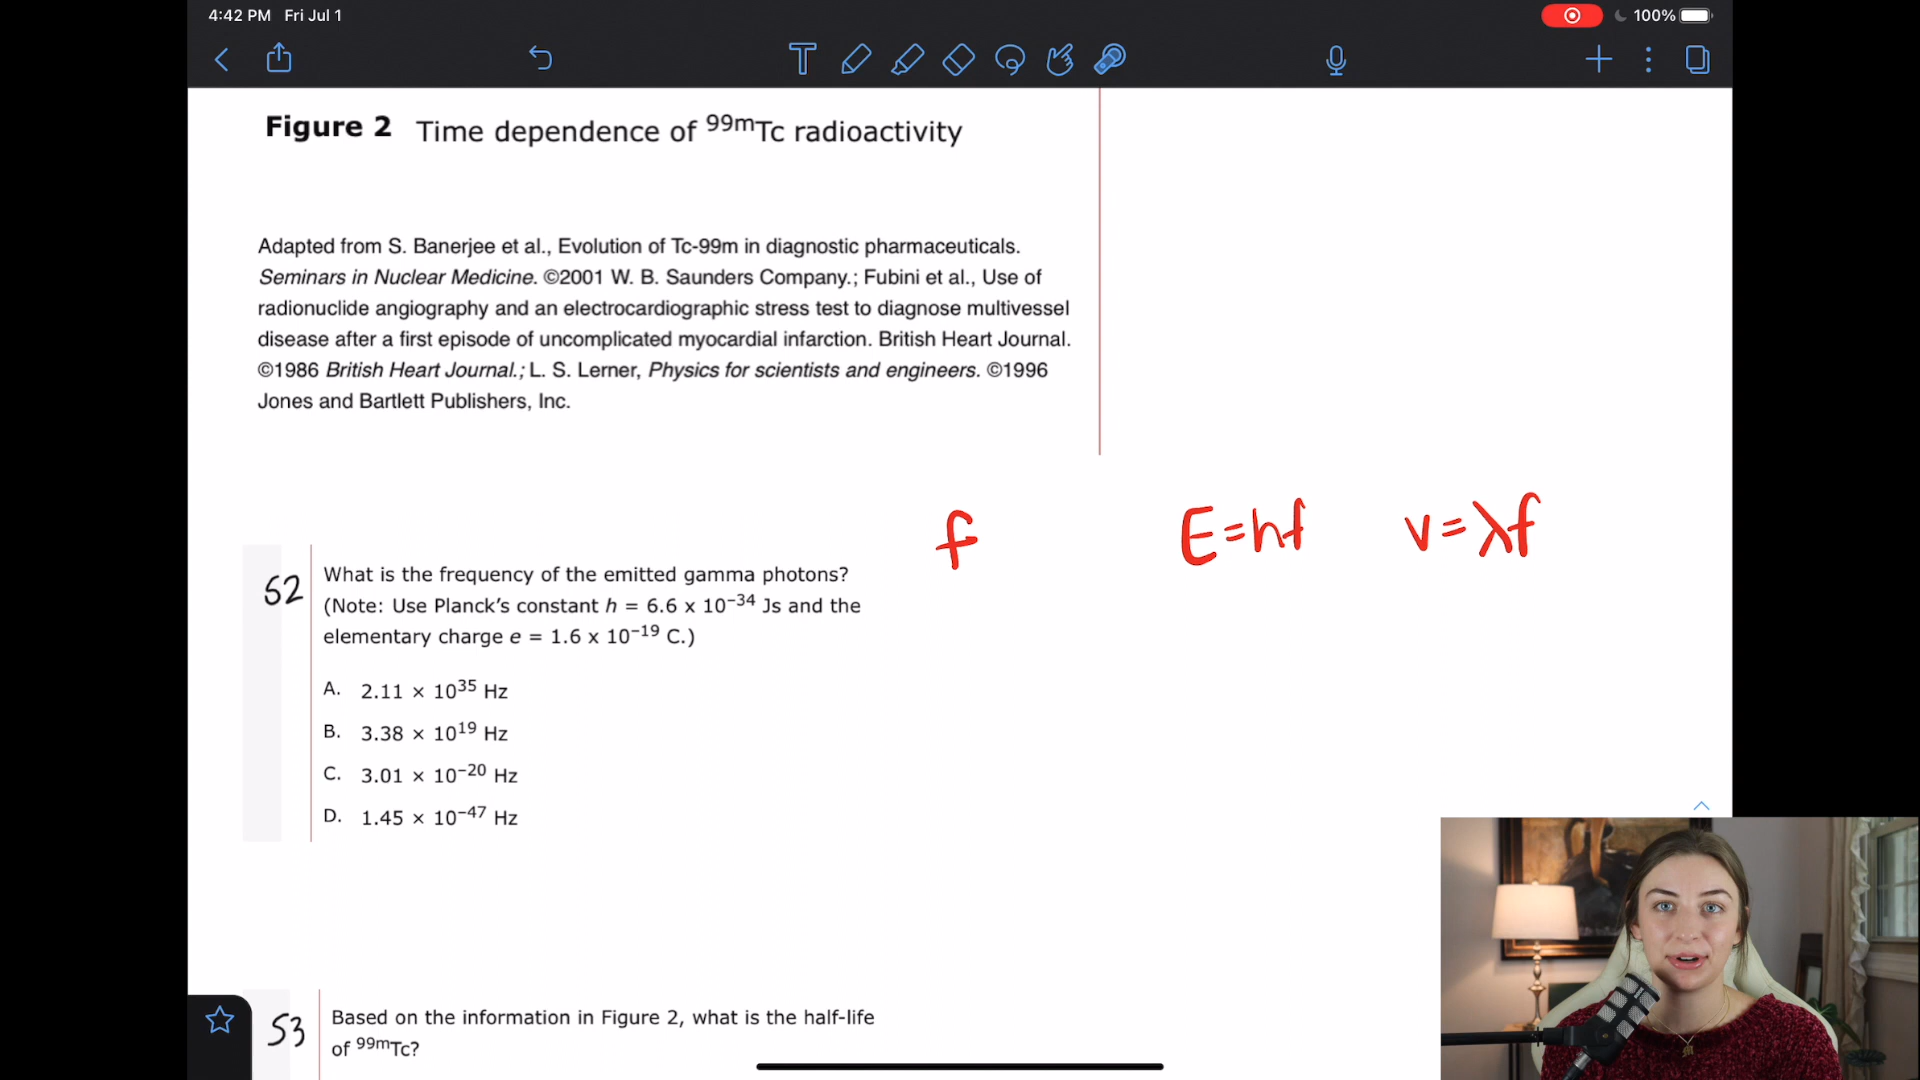 4:42 PM Fri Jul 1
100%
Figure 2 Time dependence of ⁹⁹ᵐTc radioactivity
Adapted from S. Banerjee et al., Evolution of Tc-99m in diagnostic pharmaceuticals.
Seminars in Nuclear Medicine. ©2001 W. B. Saunders Company.; Fubini et al., Use of
radionuclide angiography and an electrocardiographic stress test to diagnose multivessel
disease after a first episode of uncomplicated myocardial infarction. British Heart Journal.
©1986 British Heart Journal.; L. S. Lerner, Physics for scientists and engineers. ©1996
Jones and Bartlett Publishers, Inc.
f E=hf v=λf
52 What is the frequency of the emitted gamma photons?
(Note: Use Planck's constant h = 6.6 x 10⁻³⁴ Js and the
elementary charge e = 1.6 x 10⁻¹⁹ C.)
A. 2.11 × 10³⁵ Hz
B. 3.38 × 10¹⁹ Hz
C. 3.01 × 10⁻²⁰ Hz
D. 1.45 × 10⁻⁴⁷ Hz
53 Based on the information in Figure 2, what is the half-life
of ⁹⁹ᵐTc?